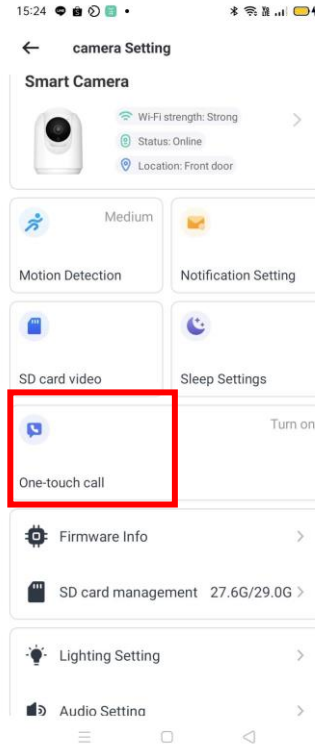 15:24
camera Setting
Smart Camera
Wi-Fi strength: Strong
Status: Online
Location: Front door
Medium
Motion Detection
Notification Setting
SD card video
Sleep Settings
Turn on
One-touch call
Firmware Info
SD card management 27.6G/29.0G
Lighting Setting
Audio Setting